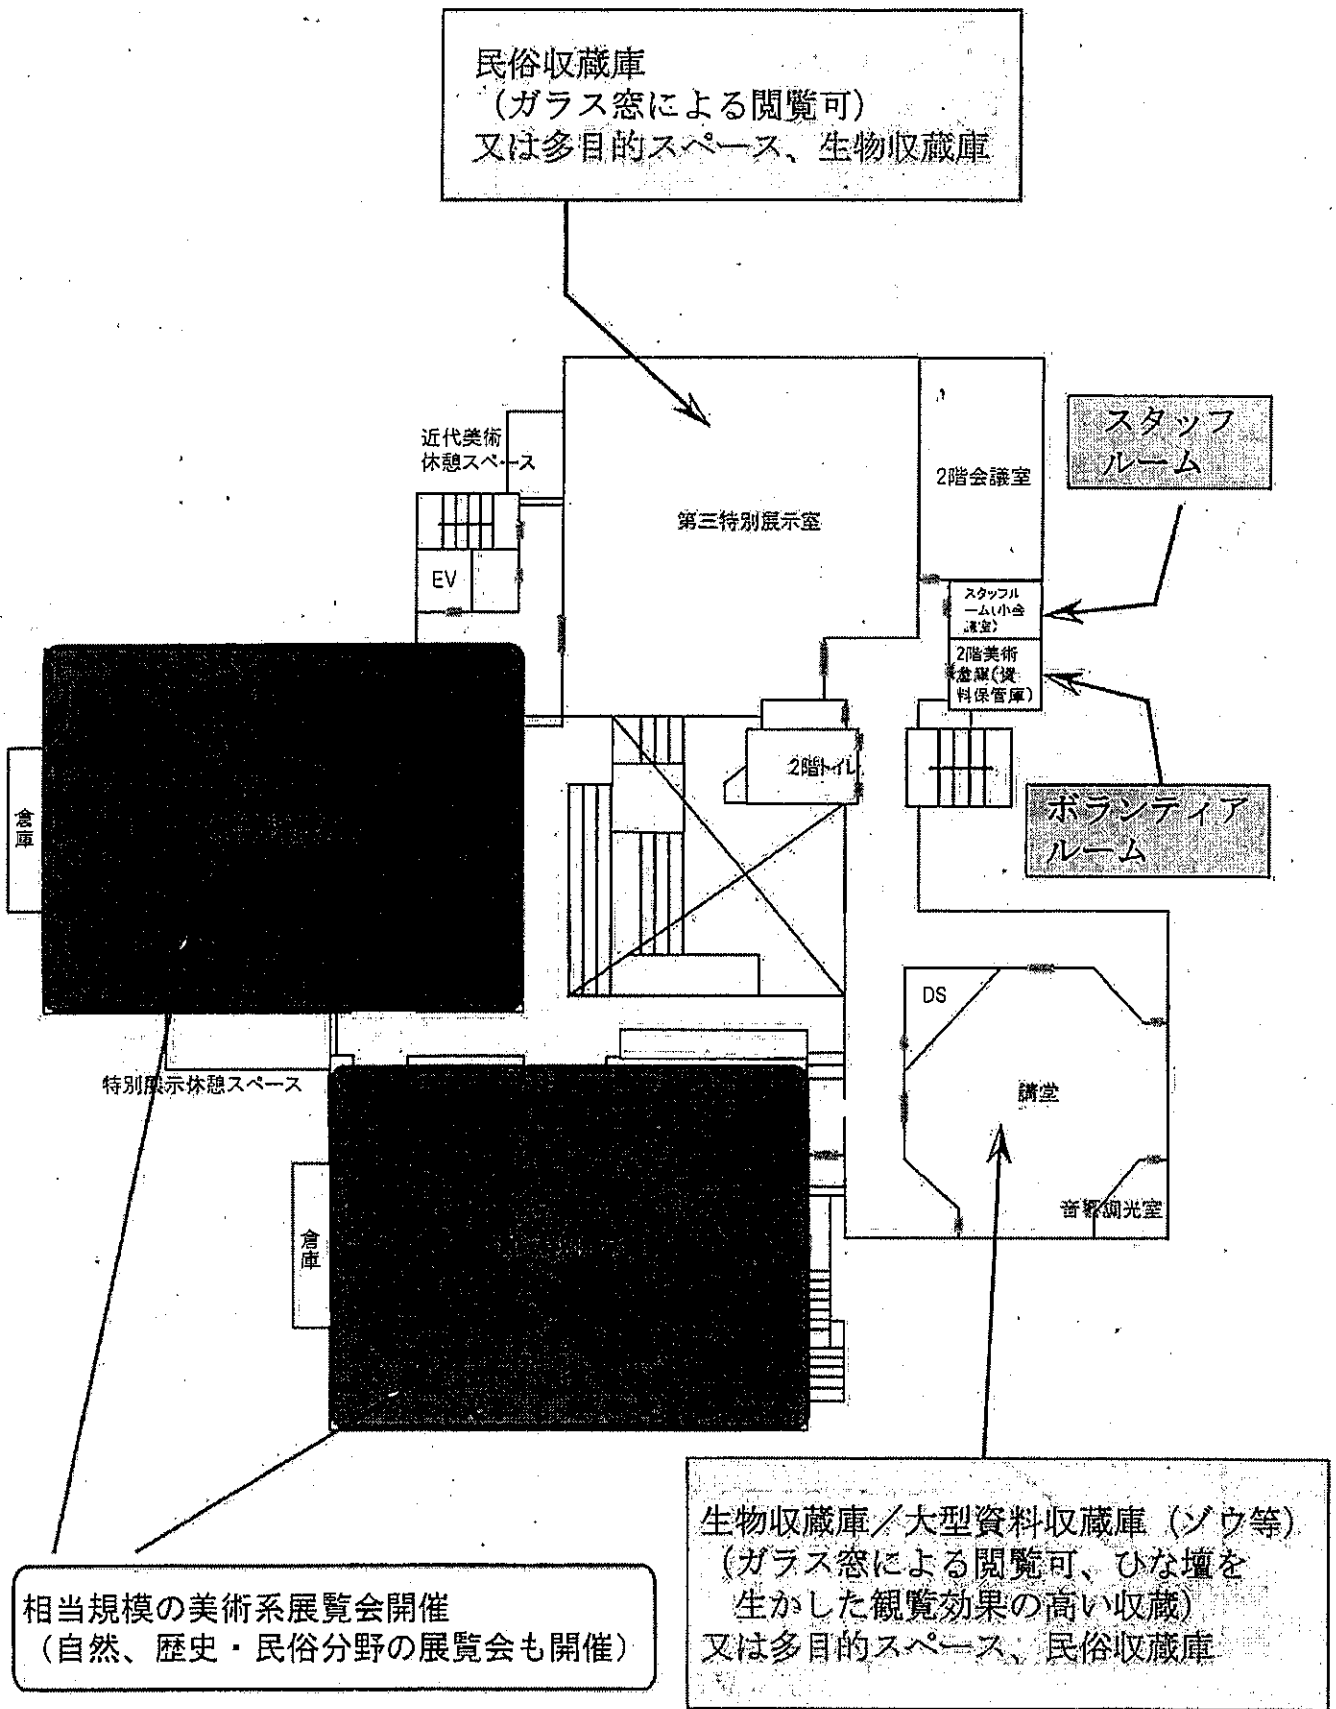 民俗収蔵庫
（ガラス窓による閲覧可）
又は多目的スペース、生物収蔵庫
近代美術
休憩スペース
EV
第三特別展示室
2階会議室
スタッフ
ルーム
スタッフル
ーム(小会
議室)
2階美術
倉庫(資
料保管庫)
2階トイレ
ボランティア
ルーム
倉庫
特別展示休憩スペース
倉庫
DS
講堂
音響調光室
相当規模の美術系展覧会開催
（自然、歴史・民俗分野の展覧会も開催）
生物収蔵庫／大型資料収蔵庫（ゾウ等）
（ガラス窓による閲覧可、ひな壇を
生かした観覧効果の高い収蔵）
又は多目的スペース、民俗収蔵庫